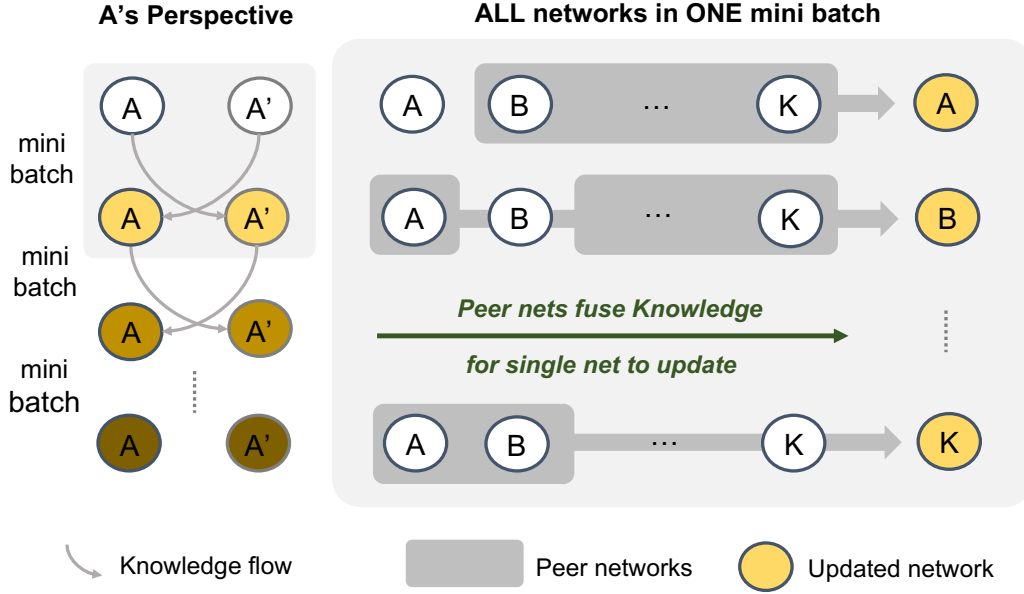 A's Perspective
ALL networks in ONE mini batch
A A'
mini
batch
A A'
mini
batch
A A'
mini
batch
A A'
A B ... K A
A B ... K B
Peer nets fuse Knowledge
for single net to update
A B ... K K
Knowledge flow
Peer networks
Updated network